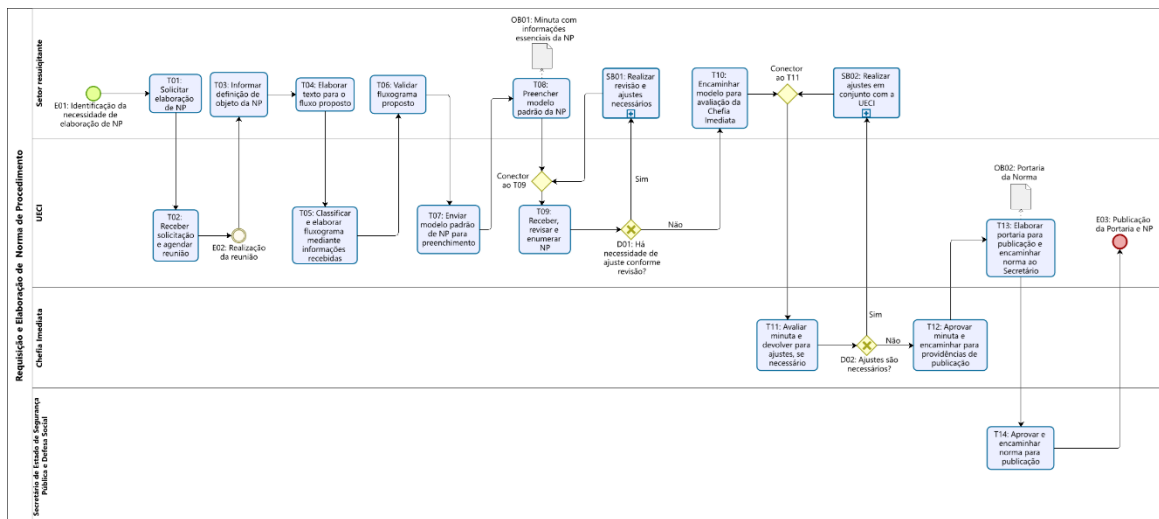 Requisição e Elaboração de Norma de Procedimento
Setor resuiqitante
E01: Identificação da
necessidade de
elaboração de NP
T01:
Solicitar
elaboração
de NP
T03: Informar
definição de
objeto da NP
T04: Elaborar
texto para o
fluxo proposto
T06: Validar
fluxograma
proposto
OB01: Minuta com
informações
essenciais da NP
T08:
Preencher
modelo
padrão da NP
SB01: Realizar
revisão e
ajustes
necessários
T10:
Encaminhar
modelo para
avaliação da
Chefia
Imediata
Conector
ao T11
SB02: Realizar
ajustes em
conjunto com a
UECI
UECI
T02:
Receber
solicitação
e agendar
reunião
E02: Realização
da reunião
T05: Classificar
e elaborar
fluxograma
mediante
informações
recebidas
T07: Enviar
modelo padrão
de NP para
preenchimento
Conector
ao T09
T09: Receber,
revisar e
enumerar NP
Sim
Não
D01: Há
necessidade de
ajuste conforme
revisão?
OB02: Portaria
da Norma
T13: Elaborar
portaria para
publicação e
encaminhar
norma ao
Secretário
E03: Publicação
da Portaria e NP
Chefia Imediata
T11: Avaliar
minuta e
devolver para
ajustes, se
necessário
Sim
Não
D02: Ajustes são
necessários?
T12: Aprovar
minuta e
encaminhar para
providências de
publicação
Secretário de Estado de Segurança
Pública e Defesa Social
T14: Aprovar e
encaminhar
norma para
publicação